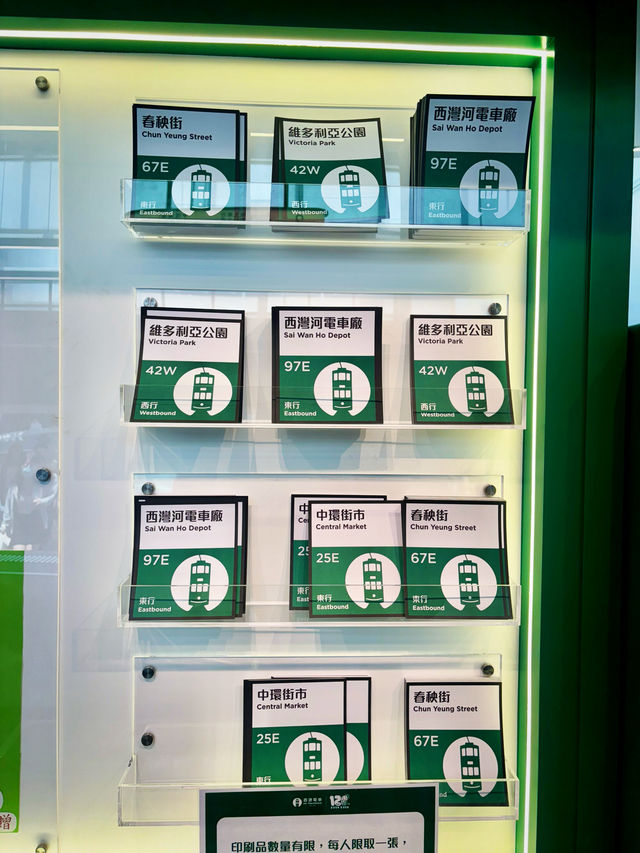 春秧街
Chun Yeung Street
67E
東行
Eastbound
維多利亞公園
Victoria Park
42W
西行
Westbound
西灣河電車廠
Sai Wan Ho Depot
97E
東行
Eastbound
維多利亞公園
Victoria Park
42W
西行
Westbound
西灣河電車廠
Sai Wan Ho Depot
97E
東行
Eastbound
維多利亞公園
Victoria Park
42W
西行
Westbound
西灣河電車廠
Sai Wan Ho Depot
97E
東行
Eastbound
中環街市
Central Market
25E
東行
Eastbound
春秧街
Chun Yeung Street
67E
東行
Eastbound
中環街市
Central Market
25E
東行
春秧街
Chun Yeung Street
67E
印刷品數量有限，每人限取一張，